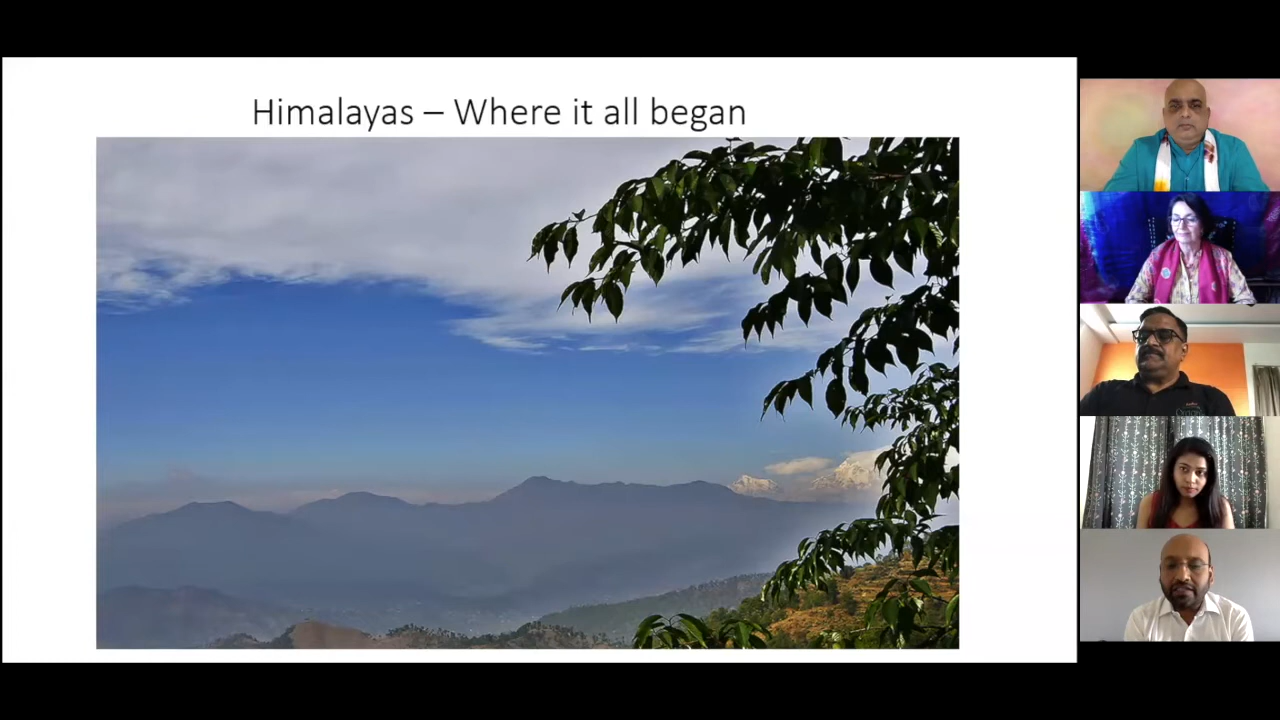 Himalayas – Where it all began